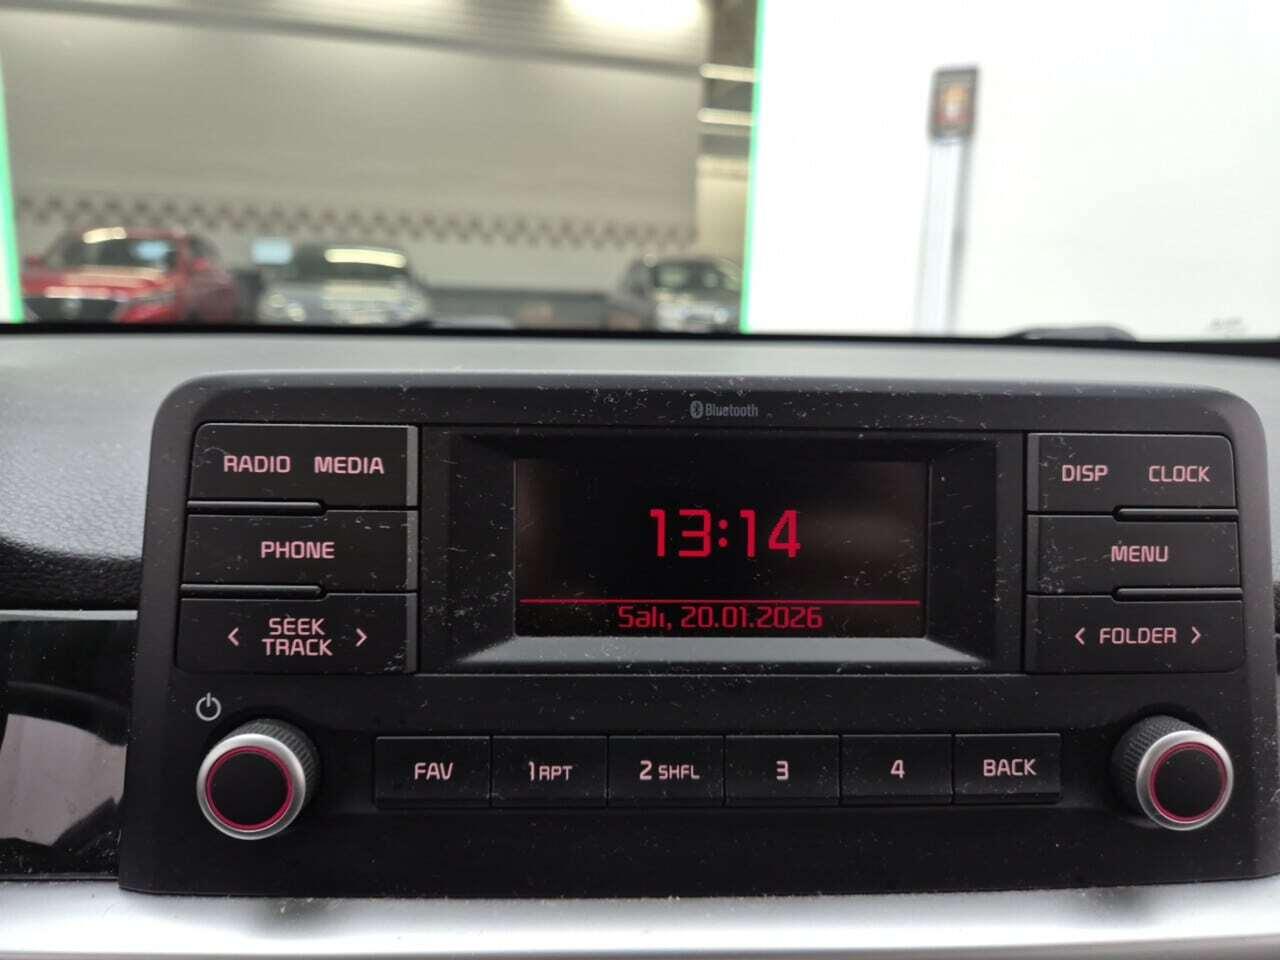 Bluetooth
RADIO MEDIA
DISP CLOCK
13:14
PHONE
MENU
Salı, 20.01.2026
< SEEK TRACK >
< FOLDER >
FAV
1 RPT
2 SHFL
3
4
BACK